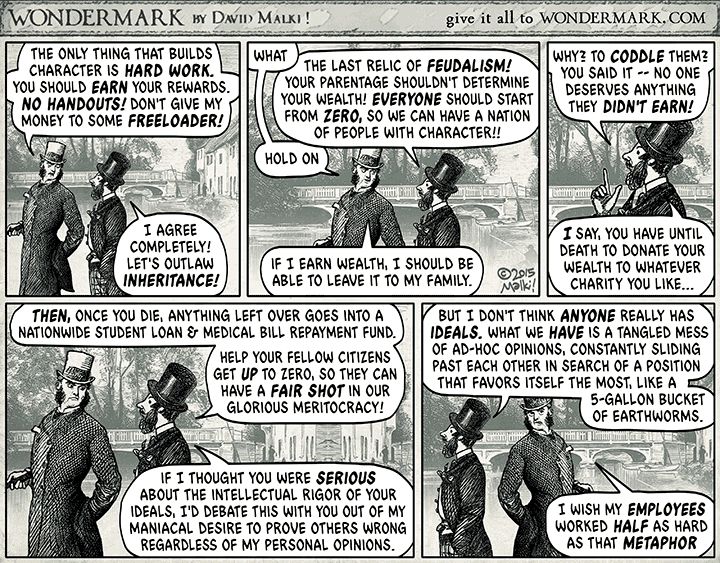 WONDERMARK BY DAVID MALKI !
give it all to WONDERMARK.COM
THE ONLY THING THAT BUILDS
CHARACTER IS HARD WORK.
YOU SHOULD EARN YOUR REWARDS.
NO HANDOUTS! DON'T GIVE MY
MONEY TO SOME FREELOADER!
I AGREE
COMPLETELY!
LET'S OUTLAW
INHERITANCE!
WHAT
THE LAST RELIC OF FEUDALISM!
YOUR PARENTAGE SHOULDN'T DETERMINE
YOUR WEALTH! EVERYONE SHOULD START
FROM ZERO, SO WE CAN HAVE A NATION
OF PEOPLE WITH CHARACTER!!
HOLD ON
IF I EARN WEALTH, I SHOULD BE
ABLE TO LEAVE IT TO MY FAMILY.
©2015
Malki!
WHY? TO CODDLE THEM?
YOU SAID IT -- NO ONE
DESERVES ANYTHING
THEY DIDN'T EARN!
I SAY, YOU HAVE UNTIL
DEATH TO DONATE YOUR
WEALTH TO WHATEVER
CHARITY YOU LIKE...
THEN, ONCE YOU DIE, ANYTHING LEFT OVER GOES INTO A
NATIONWIDE STUDENT LOAN & MEDICAL BILL REPAYMENT FUND.
HELP YOUR FELLOW CITIZENS
GET UP TO ZERO, SO THEY CAN
HAVE A FAIR SHOT IN OUR
GLORIOUS MERITOCRACY!
IF I THOUGHT YOU WERE SERIOUS
ABOUT THE INTELLECTUAL RIGOR OF YOUR
IDEALS, I'D DEBATE THIS WITH YOU OUT OF MY
MANIACAL DESIRE TO PROVE OTHERS WRONG
REGARDLESS OF MY PERSONAL OPINIONS.
BUT I DON'T THINK ANYONE REALLY HAS
IDEALS. WHAT WE HAVE IS A TANGLED MESS
OF AD-HOC OPINIONS, CONSTANTLY SLIDING
PAST EACH OTHER IN SEARCH OF A POSITION
THAT FAVORS ITSELF THE MOST, LIKE A
5-GALLON BUCKET
OF EARTHWORMS.
I WISH MY EMPLOYEES
WORKED HALF AS HARD
AS THAT METAPHOR